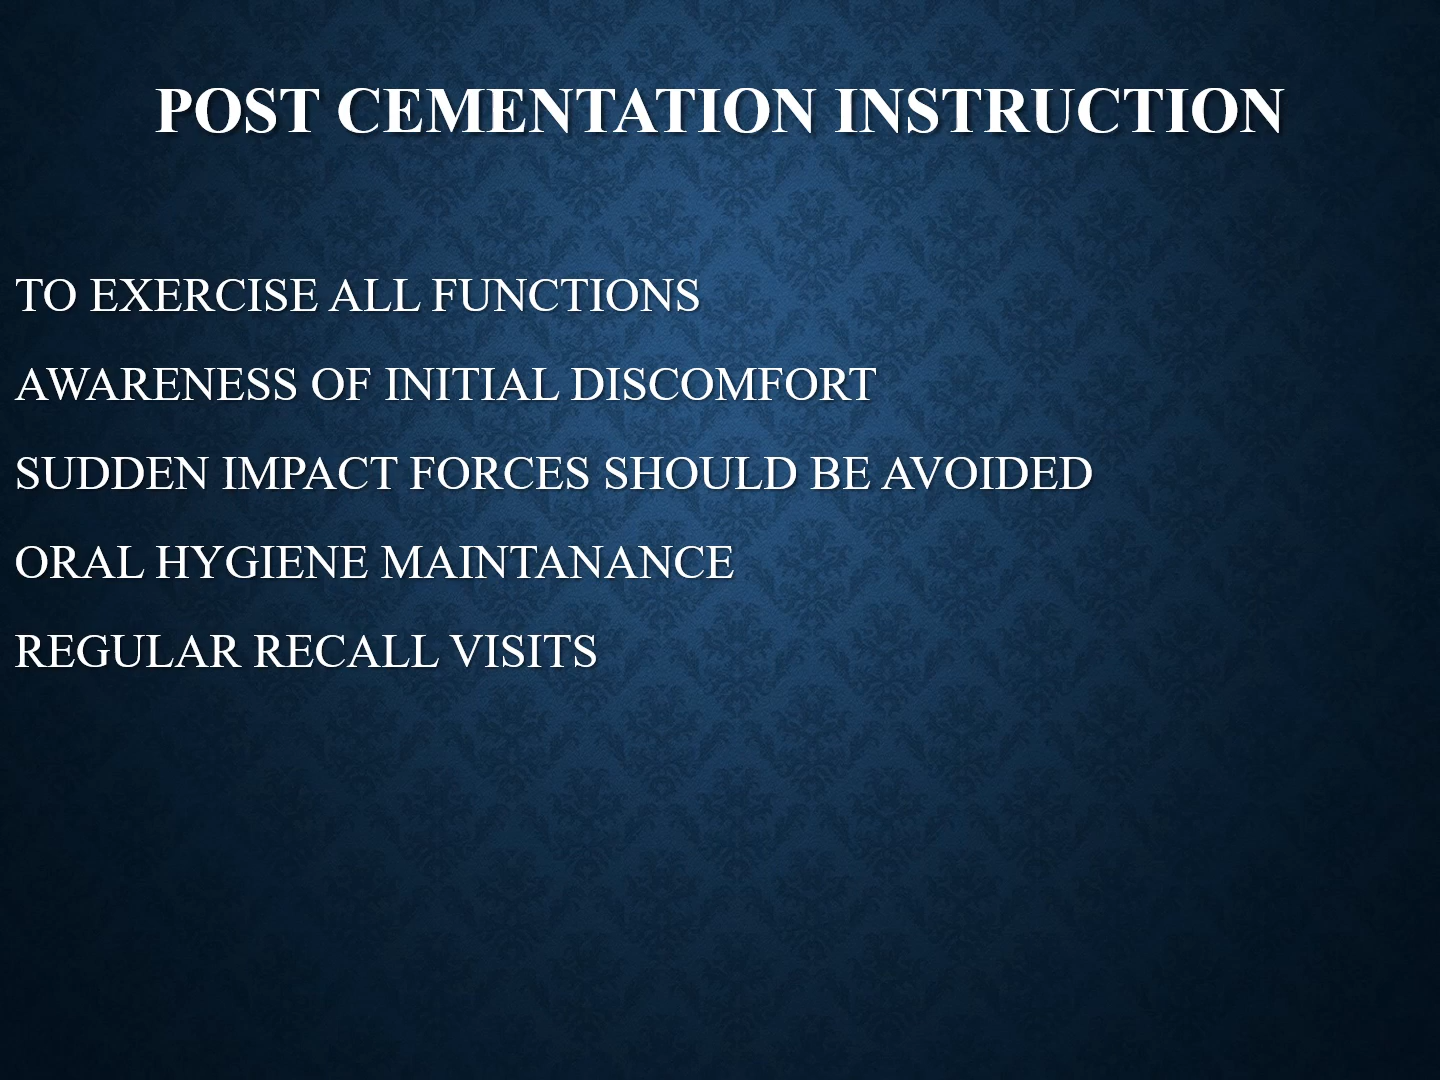 POST CEMENTATION INSTRUCTION
TO EXERCISE ALL FUNCTIONS
AWARENESS OF INITIAL DISCOMFORT
SUDDEN IMPACT FORCES SHOULD BE AVOIDED
ORAL HYGIENE MAINTANANCE
REGULAR RECALL VISITS